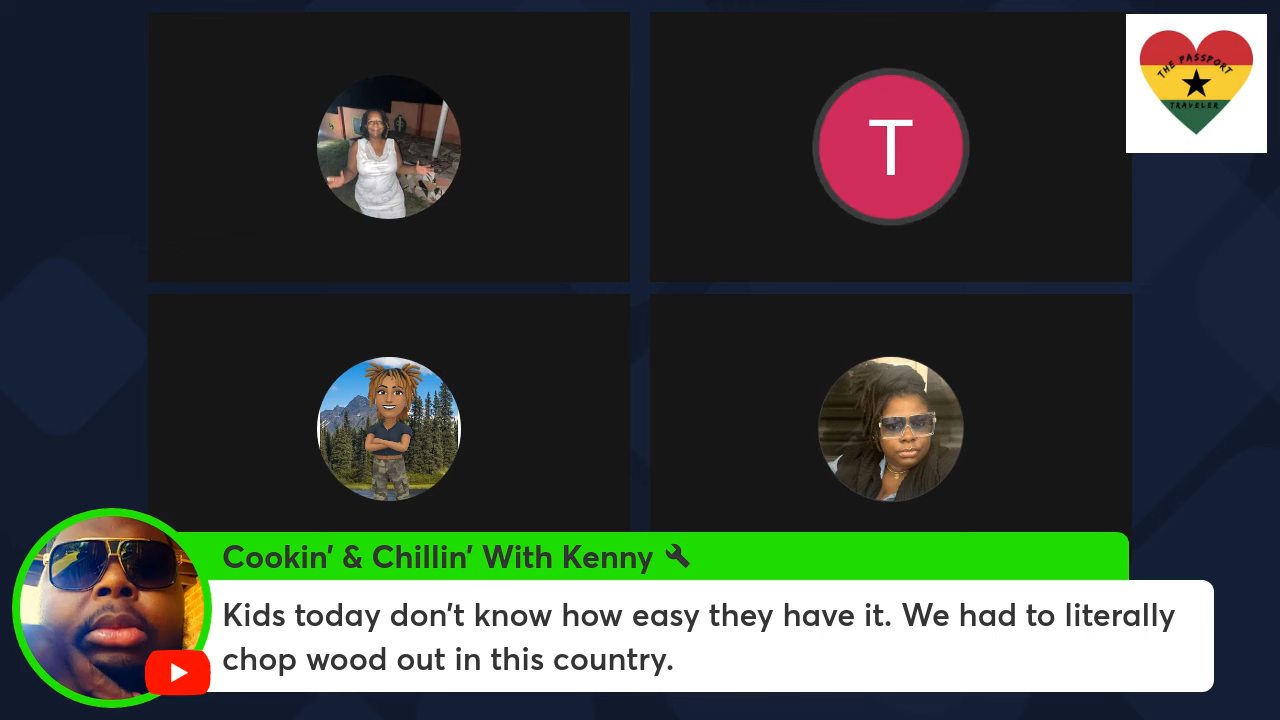 THE PASSPORT
TRAVELER
T
Cookin' & Chillin' With Kenny
Kids today don't know how easy they have it. We had to literally
chop wood out in this country.